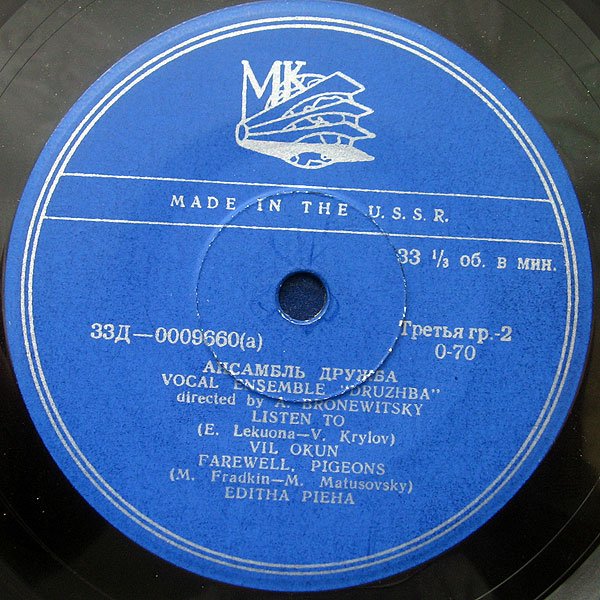 МК
MADE IN THE U.S.S.R.
33 ⅓ об. в мин.
33Д—0009660(а)
Третья гр.-2
0-70
АНСАМБЛЬ ДРУЖБА
VOCAL ENSEMBLE "DRUZHBA"
directed by A. BRONEWITSKY
LISTEN TO
(E. Lekuona—V. Krylov)
VIL OKUN
FAREWELL, PIGEONS
(M. Fradkin—M. Matusovsky)
EDITHA PIEHA